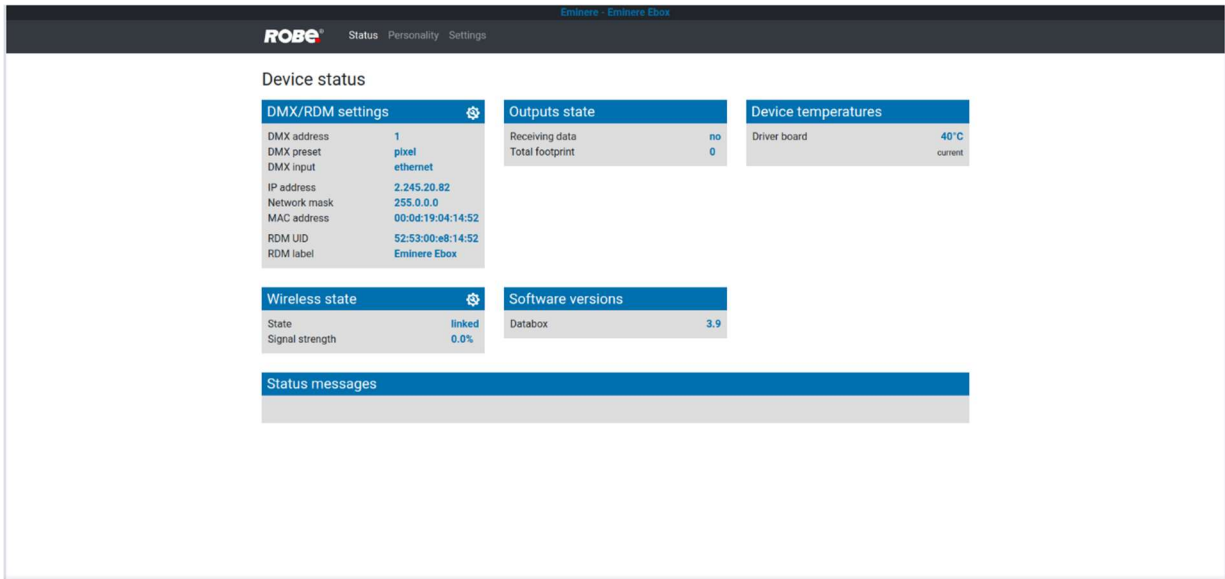 Eminere - Eminere Ebox
ROBE® Status Personality Settings
Device status
DMX/RDM settings
DMX address 1
DMX preset pixel
DMX input ethernet
IP address 2.245.20.82
Network mask 255.0.0.0
MAC address 00:0d:19:04:14:52
RDM UID 52:53:00:e8:14:52
RDM label Eminere Ebox
Outputs state
Receiving data no
Total footprint 0
Device temperatures
Driver board 40°C
current
Wireless state
State linked
Signal strength 0.0%
Software versions
Databox 3.9
Status messages